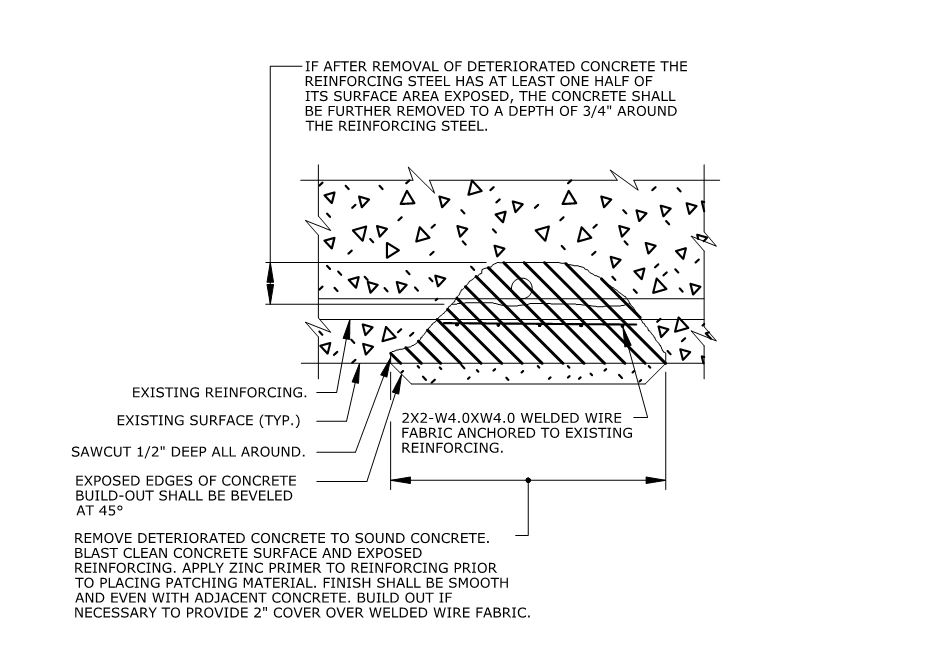 IF AFTER REMOVAL OF DETERIORATED CONCRETE THE
REINFORCING STEEL HAS AT LEAST ONE HALF OF
ITS SURFACE AREA EXPOSED, THE CONCRETE SHALL
BE FURTHER REMOVED TO A DEPTH OF 3/4" AROUND
THE REINFORCING STEEL.
EXISTING REINFORCING.
EXISTING SURFACE (TYP.)
SAWCUT 1/2" DEEP ALL AROUND.
EXPOSED EDGES OF CONCRETE
BUILD-OUT SHALL BE BEVELED
AT 45°
2X2-W4.0XW4.0 WELDED WIRE
FABRIC ANCHORED TO EXISTING
REINFORCING.
REMOVE DETERIORATED CONCRETE TO SOUND CONCRETE.
BLAST CLEAN CONCRETE SURFACE AND EXPOSED
REINFORCING. APPLY ZINC PRIMER TO REINFORCING PRIOR
TO PLACING PATCHING MATERIAL. FINISH SHALL BE SMOOTH
AND EVEN WITH ADJACENT CONCRETE. BUILD OUT IF
NECESSARY TO PROVIDE 2" COVER OVER WELDED WIRE FABRIC.